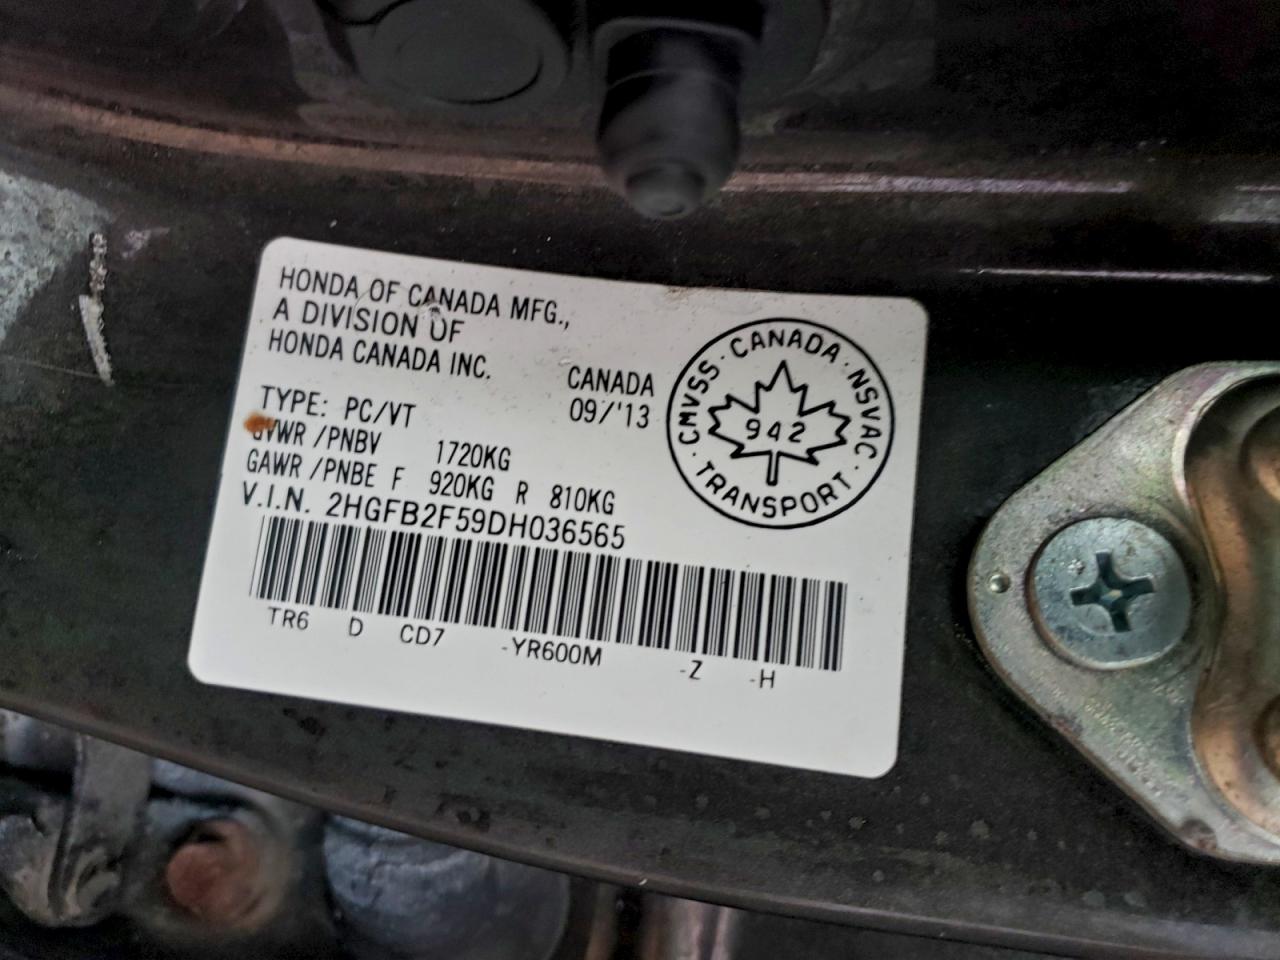 HONDA OF CANADA MFG.,
A DIVISION OF
HONDA CANADA INC.
CANADA
09/'13
TYPE: PC/VT
GVWR /PNBV 1720KG
GAWR /PNBE F 920KG R 810KG
V.I.N. 2HGFB2F59DH036565
TR6 D CD7 -YR600M -Z -H
CANADA · NSVAC · TRANSPORT · CMVSS ·
942